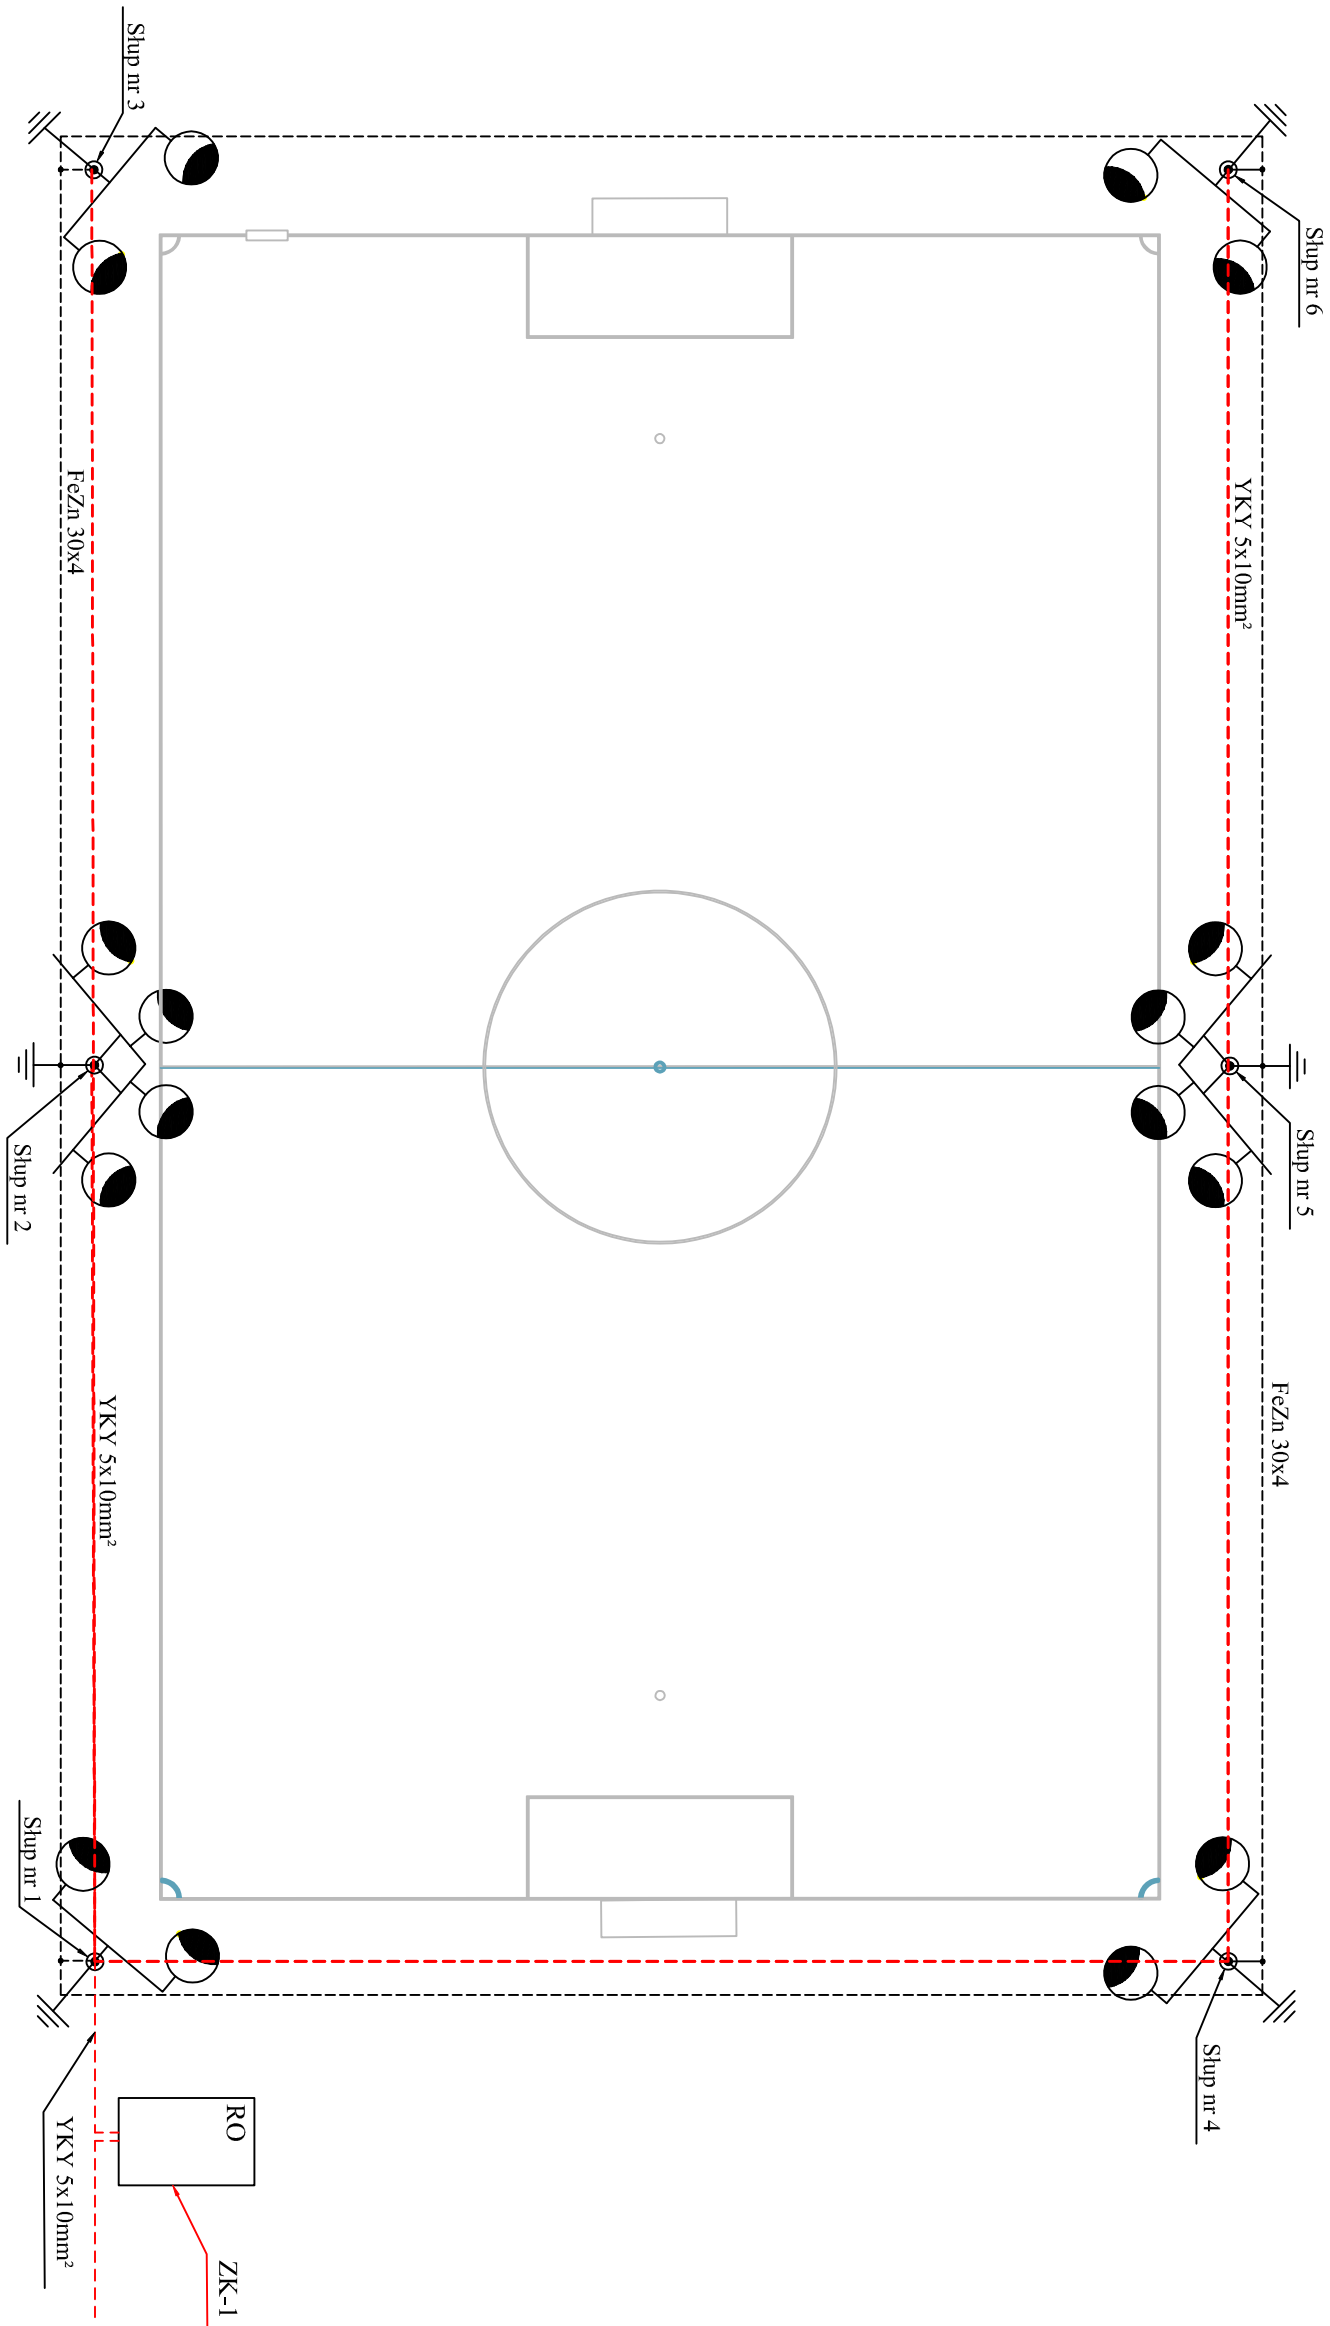 Słup nr 3
Słup nr 6
FeZn 30x4
YKY 5x10mm²
Słup nr 2
Słup nr 5
YKY 5x10mm²
FeZn 30x4
Słup nr 1
Słup nr 4
RO
YKY 5x10mm²
ZK-1